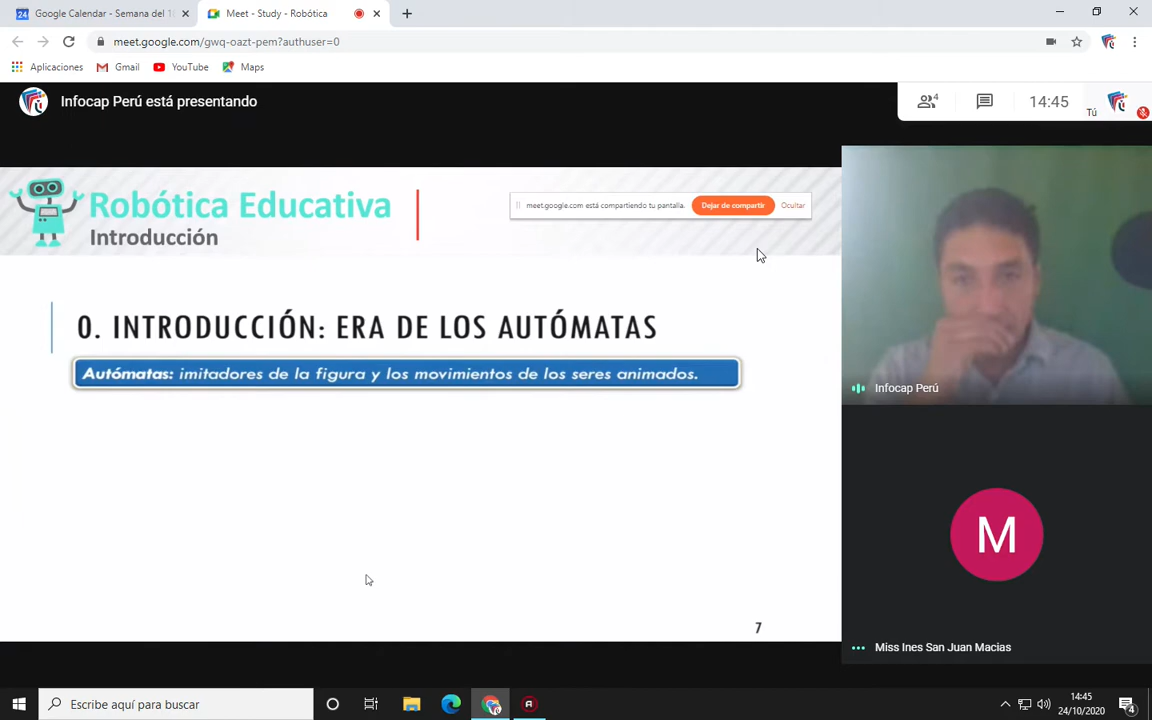 Google Calendar - Semana del 18
Meet - Study - Robótica
meet.google.com/gwq-oazt-pem?authuser=0
Aplicaciones
Gmail
YouTube
Maps
Infocap Perú está presentando
4
14:45
Tú
Robótica Educativa
Introducción
meet.google.com está compartiendo tu pantalla.
Dejar de compartir
Ocultar
0. INTRODUCCIÓN: ERA DE LOS AUTÓMATAS
Autómatas: imitadores de la figura y los movimientos de los seres animados.
Infocap Perú
M
Miss Ines San Juan Macias
7
Escribe aquí para buscar
14:45
24/10/2020
4